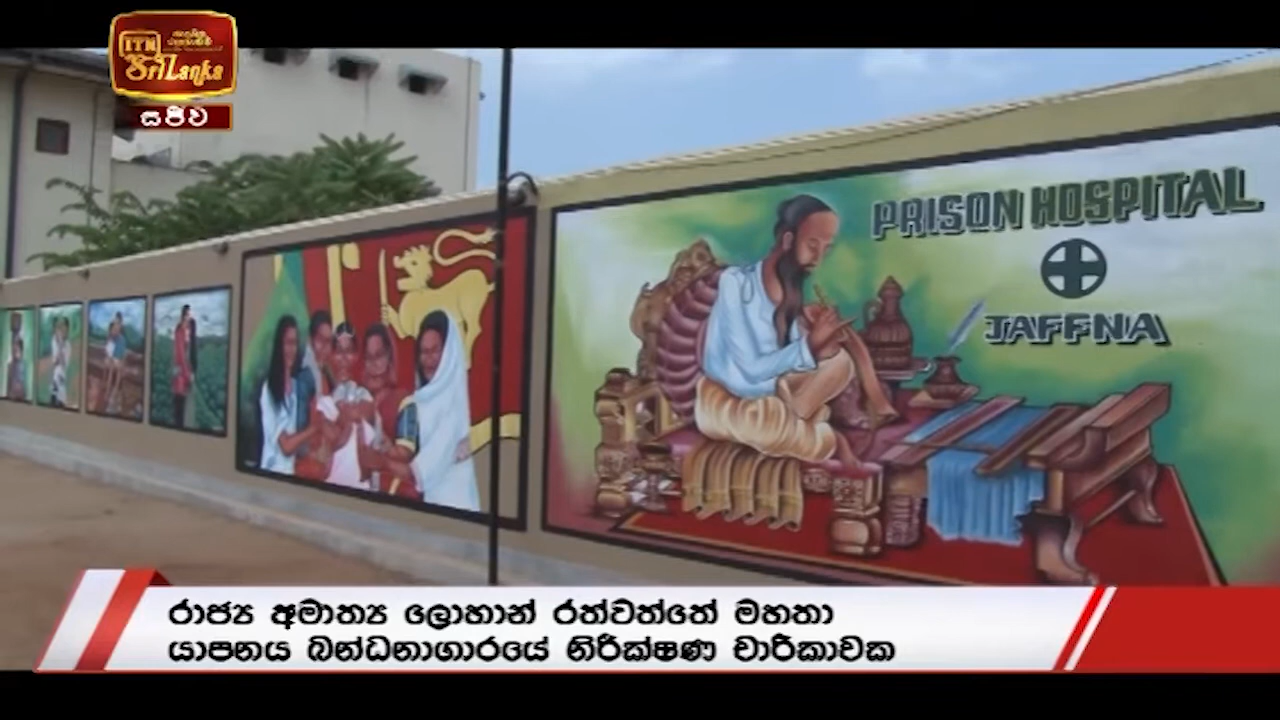 ITN
SriLanka
සජීව
PRISON HOSPITAL
JAFFNA
රාජ්‍ය අමාත්‍ය ලොහාන් රත්වත්තේ මහතා
යාපනය බන්ධනාගාරයේ නිරීක්ෂණ චාරිකාවක